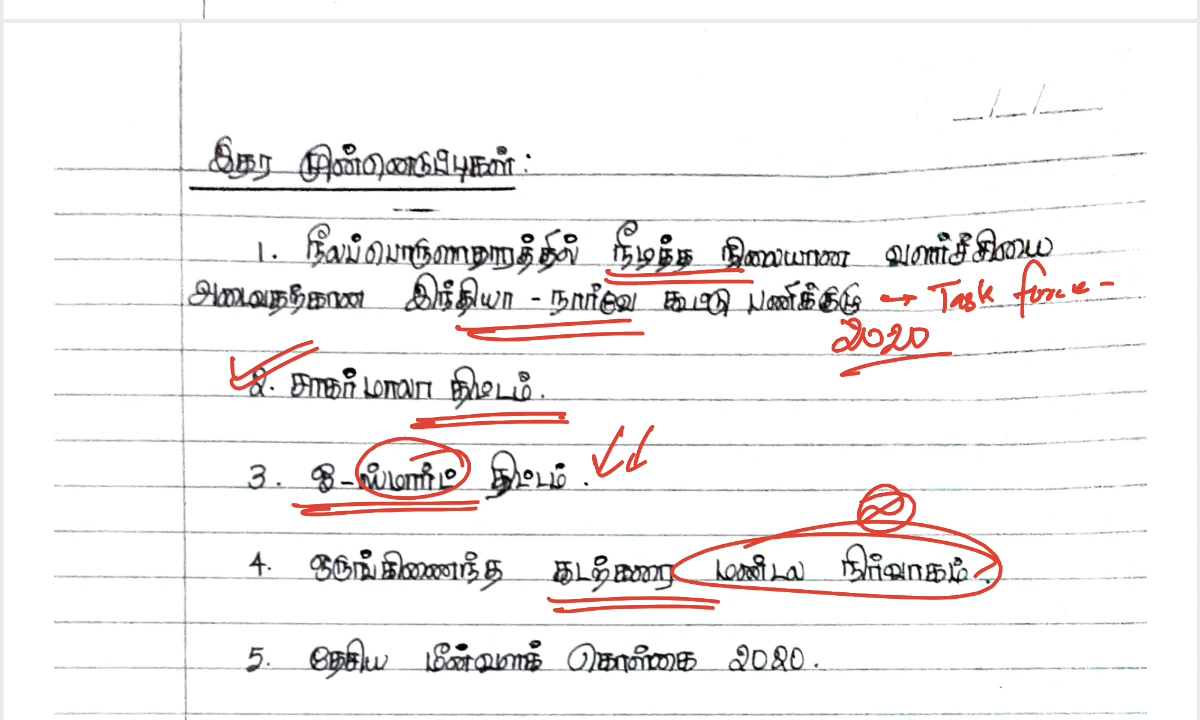 இதர முன்னெடுப்புகள்:
1. நீலப்பொருளாதாரத்தில் நீடித்த நிலையான வளர்ச்சியை
அடைவதற்கான இந்தியா - நார்வே கூட்டு பணிக்குழு → Task force -
2020
2. சாகர்மாலா திட்டம்.
3. ஓ-ஸ்மார்ட் திட்டம்.
4. ஒருங்கிணைந்த கடற்கரை மண்டல நிர்வாகம்.
5. தேசிய மீன்வளக் கொள்கை 2020.